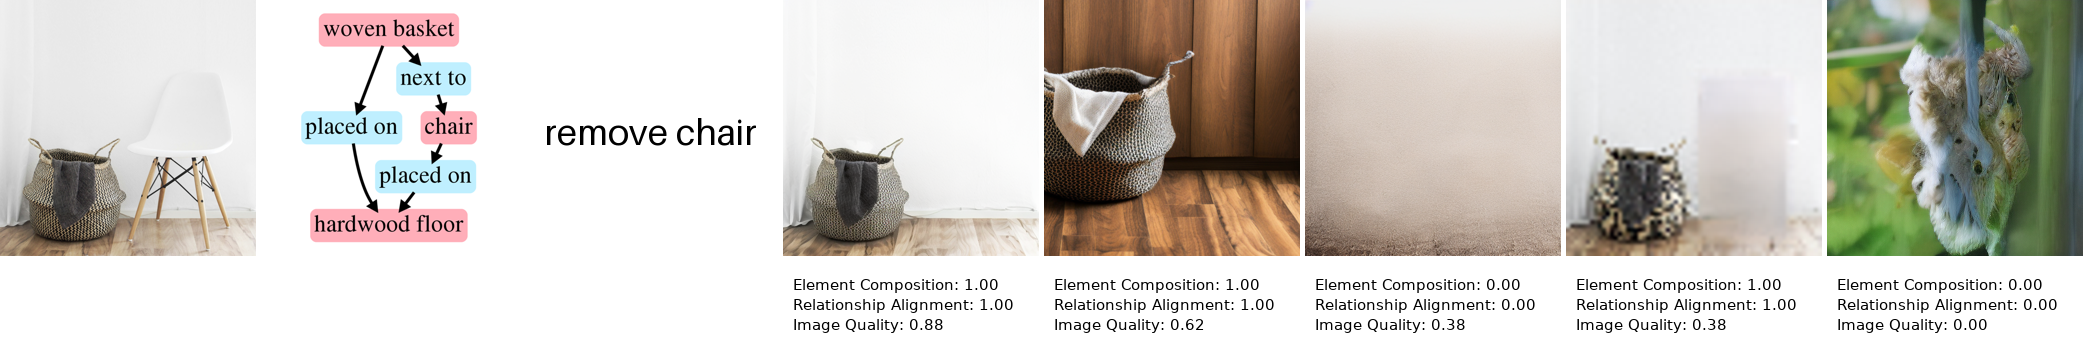 woven basket
next to
placed on
chair
placed on
hardwood floor
remove chair
Element Composition: 1.00
Relationship Alignment: 1.00
Image Quality: 0.88
Element Composition: 1.00
Relationship Alignment: 1.00
Image Quality: 0.62
Element Composition: 0.00
Relationship Alignment: 0.00
Image Quality: 0.38
Element Composition: 1.00
Relationship Alignment: 1.00
Image Quality: 0.38
Element Composition: 0.00
Relationship Alignment: 0.00
Image Quality: 0.00